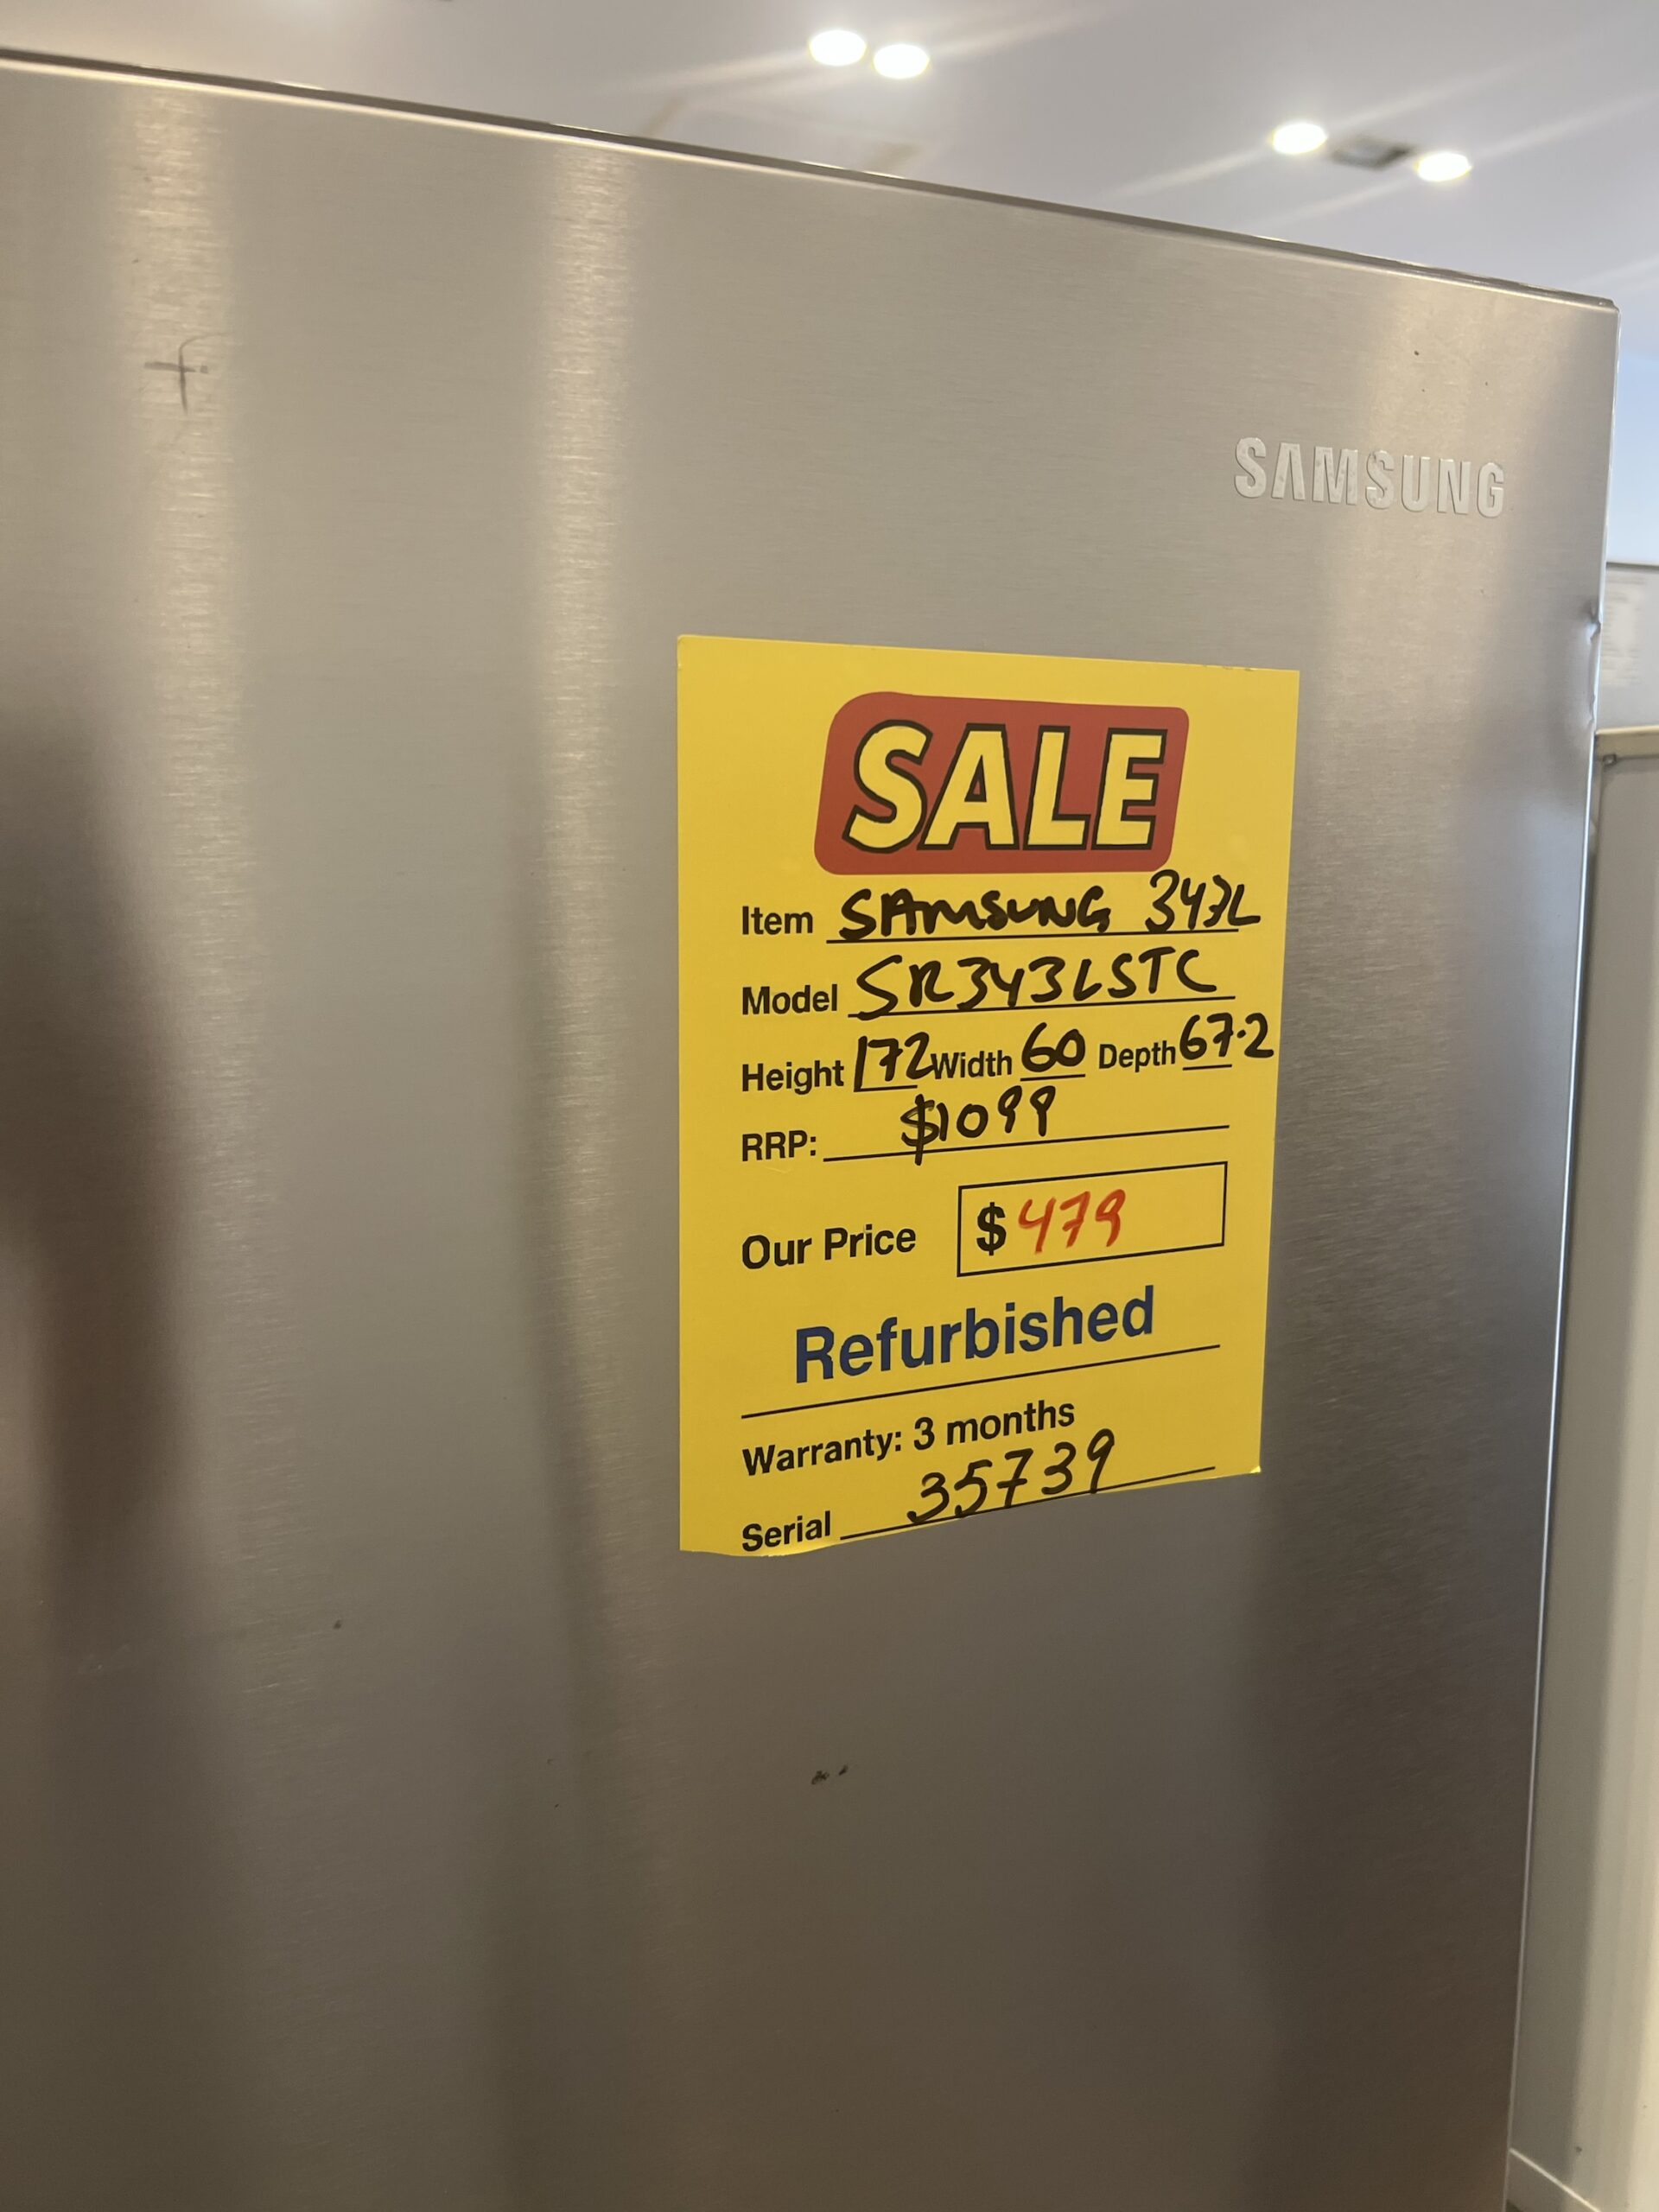 SAMSUNG
SALE
Item SAMSUNG 343L
Model SR343LSTC
Height 172 Width 60 Depth 67.2
RRP: $1099
Our Price $479
Refurbished
Warranty: 3 months
Serial 35739